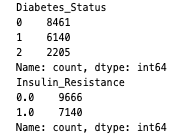 Diabetes_Status
0    8461
1    6140
2    2205
Name: count, dtype: int64
Insulin_Resistance
0.0    9666
1.0    7140
Name: count, dtype: int64